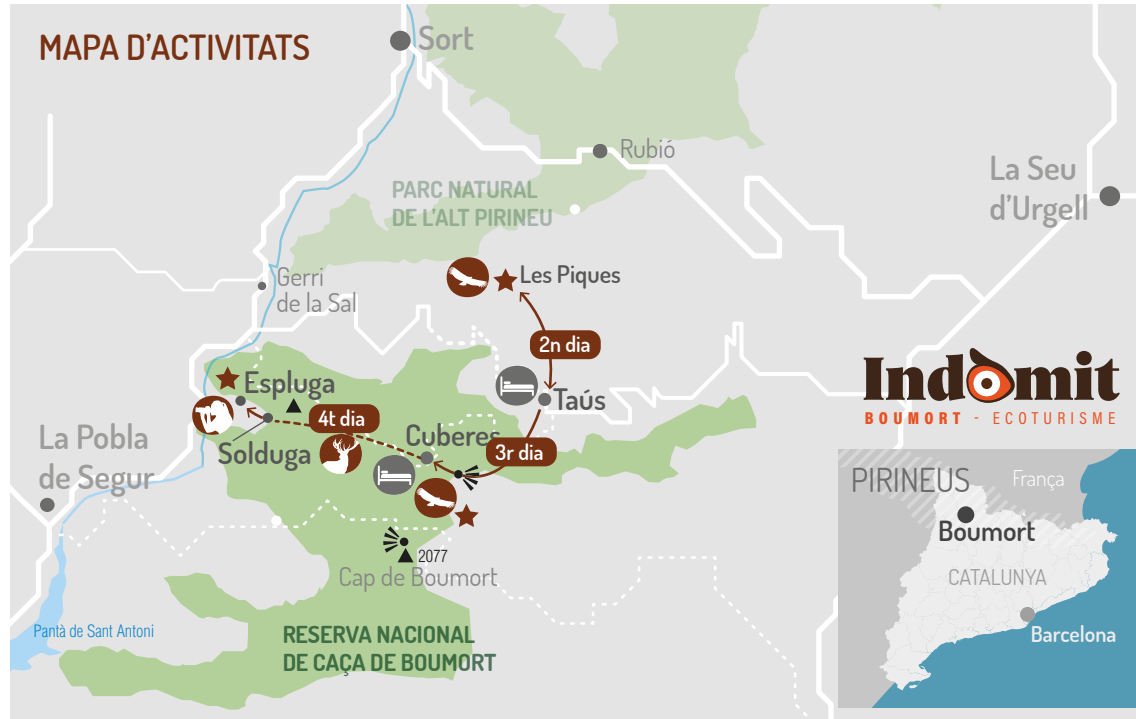 MAPA D'ACTIVITATS
Sort
Rubió
La Seu
d'Urgell
PARC NATURAL
DE L'ALT PIRINEU
Gerri
de la Sal
Les Piques
2n dia
Espluga
Taús
4t dia
Cuberes
Solduga
3r dia
La Pobla
de Segur
2077
Cap de Boumort
Pantà de Sant Antoni
RESERVA NACIONAL
DE CAÇA DE BOUMORT
Indòmit
BOUMORT - ECOTURISME
PIRINEUS
França
Boumort
CATALUNYA
Barcelona